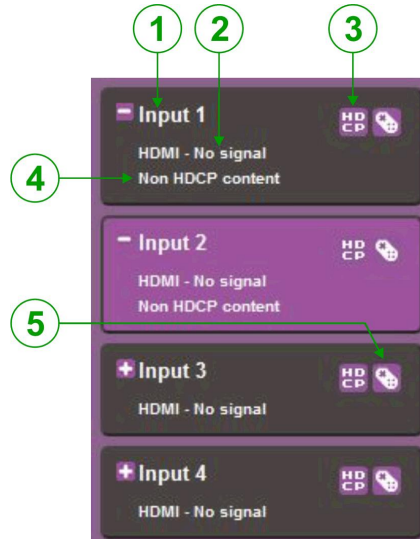 1 2 3
Input 1 HD CP
HDMI - No signal
4 Non HDCP content
Input 2 HD CP
HDMI - No signal
Non HDCP content
5
Input 3 HD CP
HDMI - No signal
Input 4 HD CP
HDMI - No signal